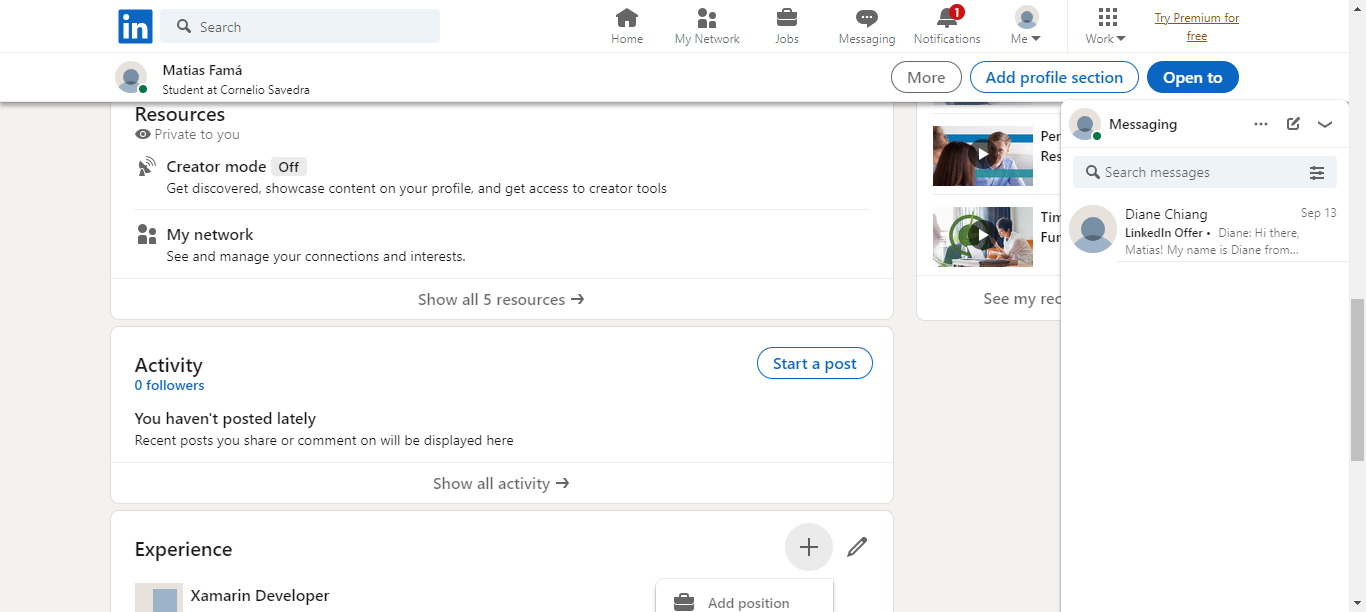 in
Search
Home
My Network
Jobs
Messaging
1
Notifications
Me
Work
Try Premium for
free
Matias Famá
Student at Cornelio Savedra
More
Add profile section
Open to
Resources
Private to you
Creator mode Off
Get discovered, showcase content on your profile, and get access to creator tools
My network
See and manage your connections and interests.
Show all 5 resources →
Activity
0 followers
Start a post
You haven't posted lately
Recent posts you share or comment on will be displayed here
Show all activity →
Experience
Xamarin Developer
Add position
Per
Res
Tim
Fur
See my rec
Messaging
Search messages
Diane Chiang
Sep 13
LinkedIn Offer • Diane: Hi there,
Matias! My name is Diane from...